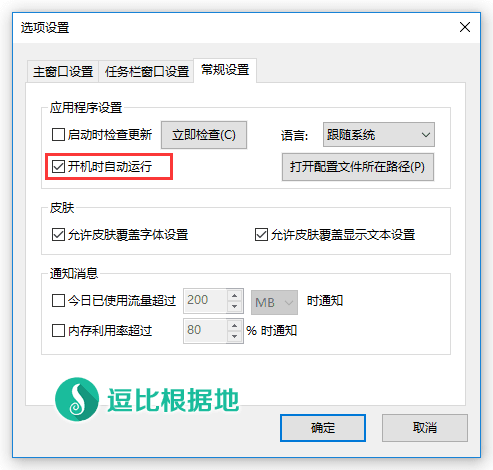 选项设置
主窗口设置 任务栏窗口设置 常规设置
应用程序设置
启动时检查更新 立即检查(C) 语言: 跟随系统
开机时自动运行 打开配置文件所在路径(P)
皮肤
允许皮肤覆盖字体设置 允许皮肤覆盖显示文本设置
通知消息
今日已使用流量超过 200 MB 时通知
内存利用率超过 80 % 时通知
逗比根据地
确定 取消